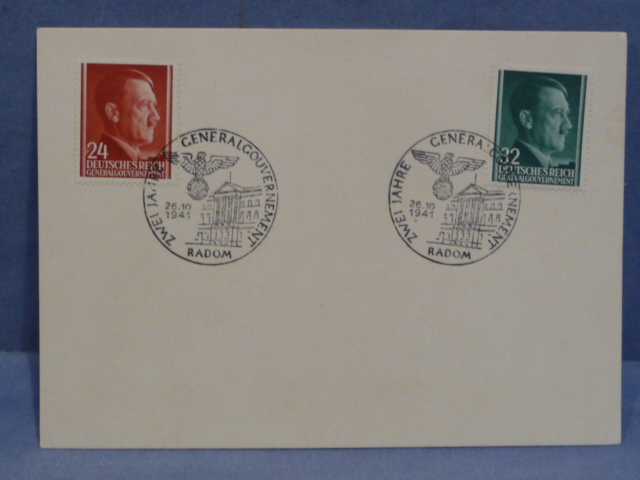 24
DEUTSCHES REICH
GENERALGOUVERNEMENT
ZWEI JAHRE GENERALGOUVERNEMENT
26.10
1941
RADOM
32
DEUTSCHES REICH
GENERALGOUVERNEMENT
ZWEI JAHRE GENERALGOUVERNEMENT
26.10
1941
RADOM